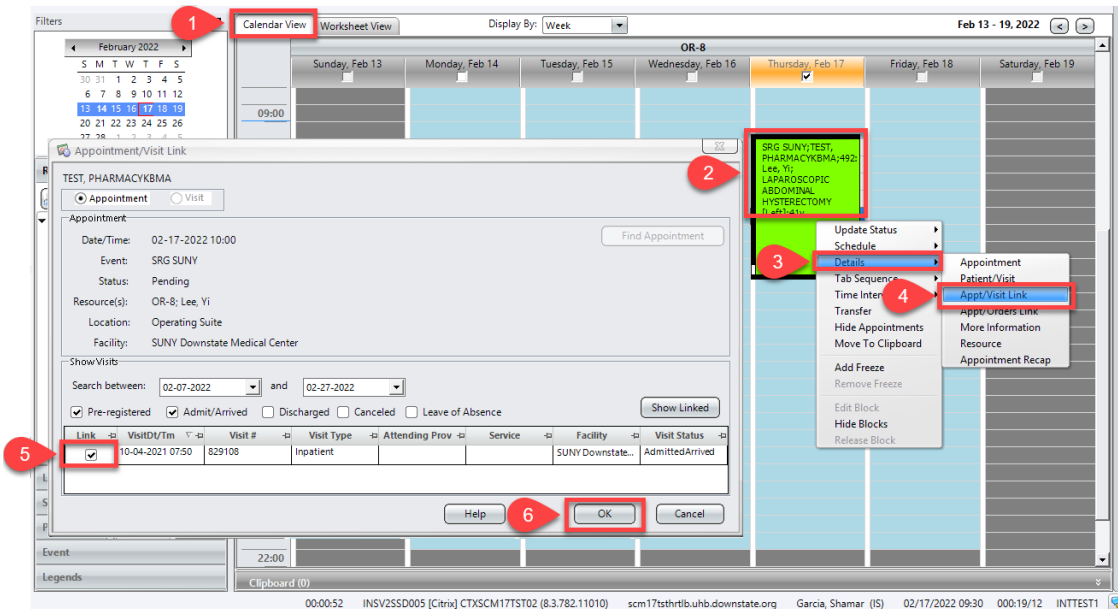 Filters
1
Calendar View
Worksheet View
Display By: Week
Feb 13 - 19, 2022 < >
February 2022
S M T W T F S
30 31 1 2 3 4 5
6 7 8 9 10 11 12
13 14 15 16 17 18 19
20 21 22 23 24 25 26
27 28 1 2 3 4 5
OR-8
Sunday, Feb 13 Monday, Feb 14 Tuesday, Feb 15 Wednesday, Feb 16 Thursday, Feb 17 Friday, Feb 18 Saturday, Feb 19
09:00
2
SRG SUNY;TEST,
PHARMACYKBMA;492:
Lee, Yi;
LAPAROSCOPIC
ABDOMINAL
HYSTERECTOMY
[Left];41y
Appointment/Visit Link
TEST, PHARMACYKBMA
Appointment Visit
Appointment
Date/Time: 02-17-2022 10:00
Find Appointment
Event: SRG SUNY
Status: Pending
Resource(s): OR-8; Lee, Yi
Location: Operating Suite
Facility: SUNY Downstate Medical Center
Show Visits
Search between: 02-07-2022 and 02-27-2022
Pre-registered Admit/Arrived Discharged Canceled Leave of Absence Show Linked
Link VisitDt/Tm Visit # Visit Type Attending Prov Service Facility Visit Status
5
10-04-2021 07:50 829108 Inpatient SUNY Downstate... AdmittedArrived
Help
6
OK
Cancel
Update Status
Schedule
3
Details
Tab Sequence
Transfer
Hide Appointments
Move To Clipboard
Add Freeze
Remove Freeze
Edit Block
Hide Blocks
Release Block
Appointment
Patient/Visit
4
Appt/Visit Link
Appt/Orders Link
More Information
Resource
Appointment Recap
Event
Legends
22:00
Clipboard (0)
00:00:52 INSV2SSD005 [Citrix] CTXSCM17TST02 (8.3.782.11010) scm17tsthrtlb.uhb.downstate.org Garcia, Shamar (IS) 02/17/2022 09:30 000:19/12 INTTEST1